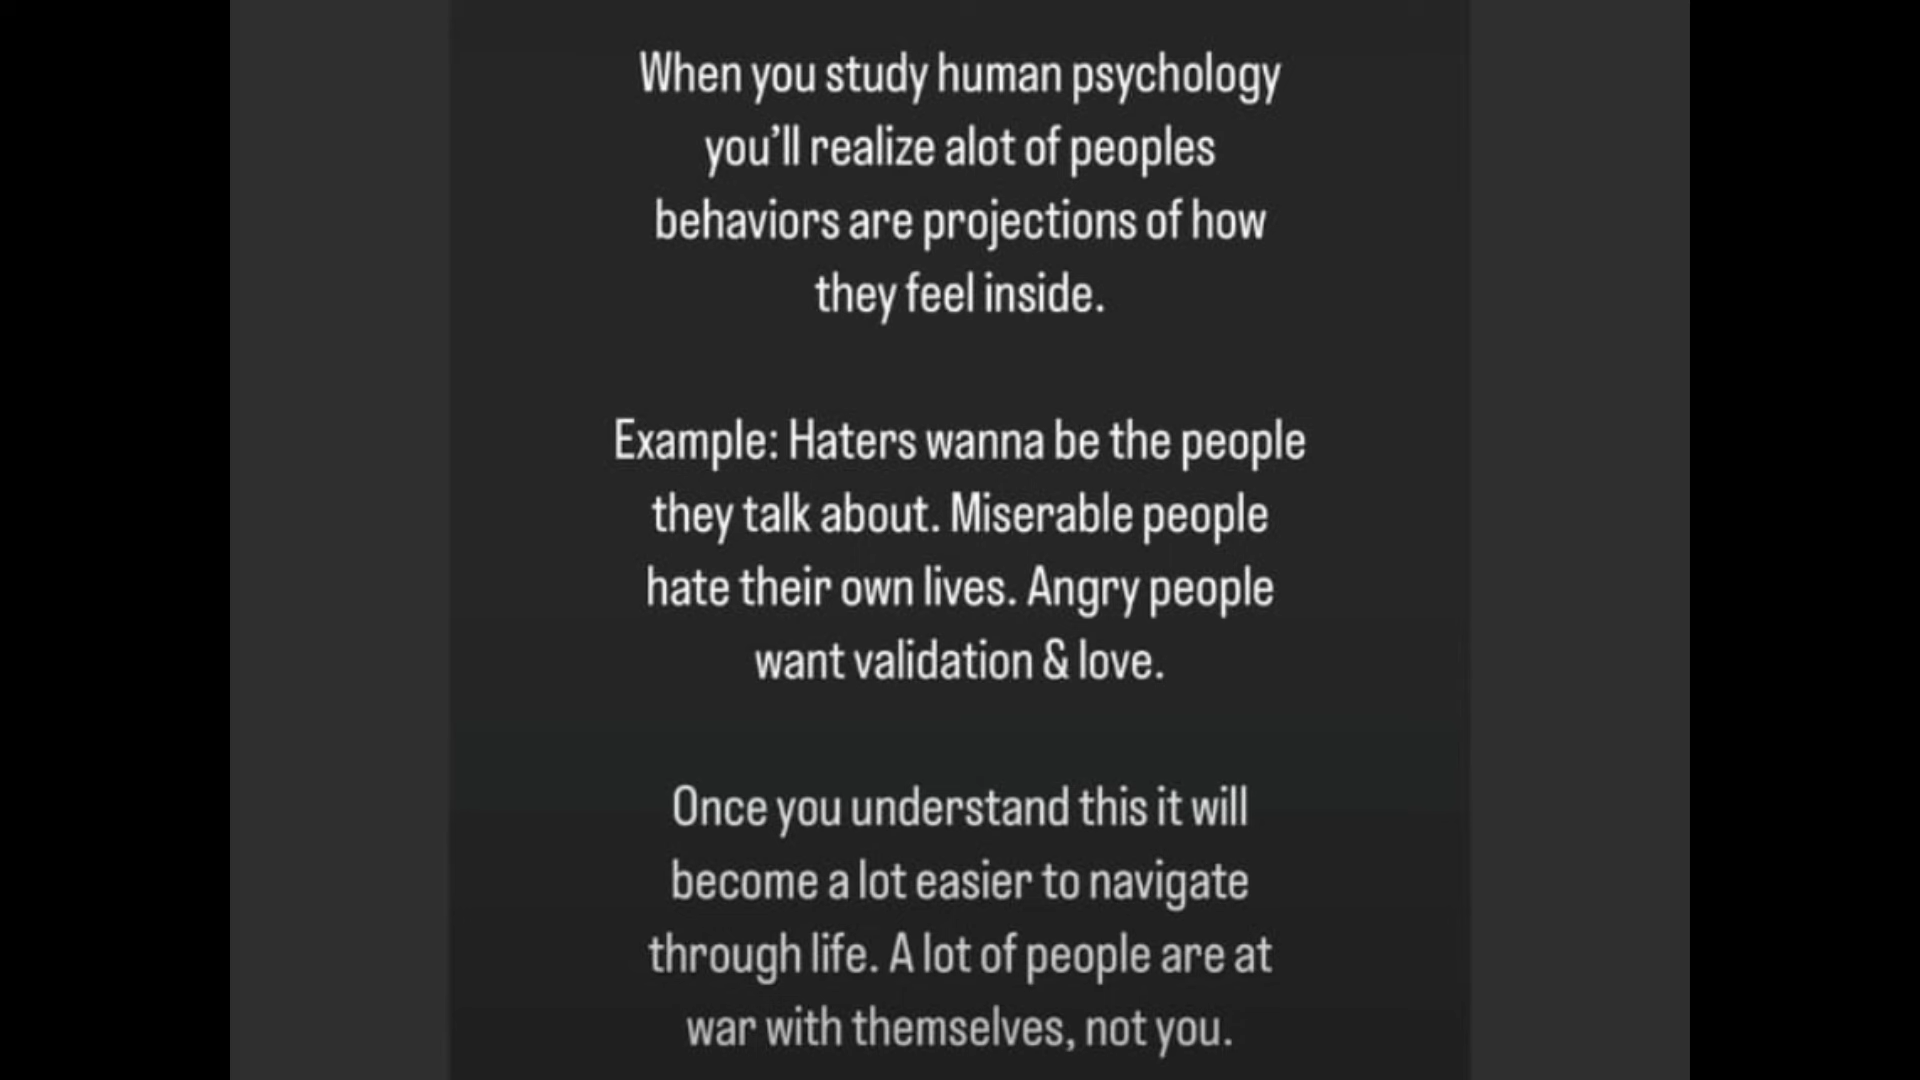 When you study human psychology
you'll realize alot of peoples
behaviors are projections of how
they feel inside.
Example: Haters wanna be the people
they talk about. Miserable people
hate their own lives. Angry people
want validation & love.
Once you understand this it will
become a lot easier to navigate
through life. A lot of people are at
war with themselves, not you.